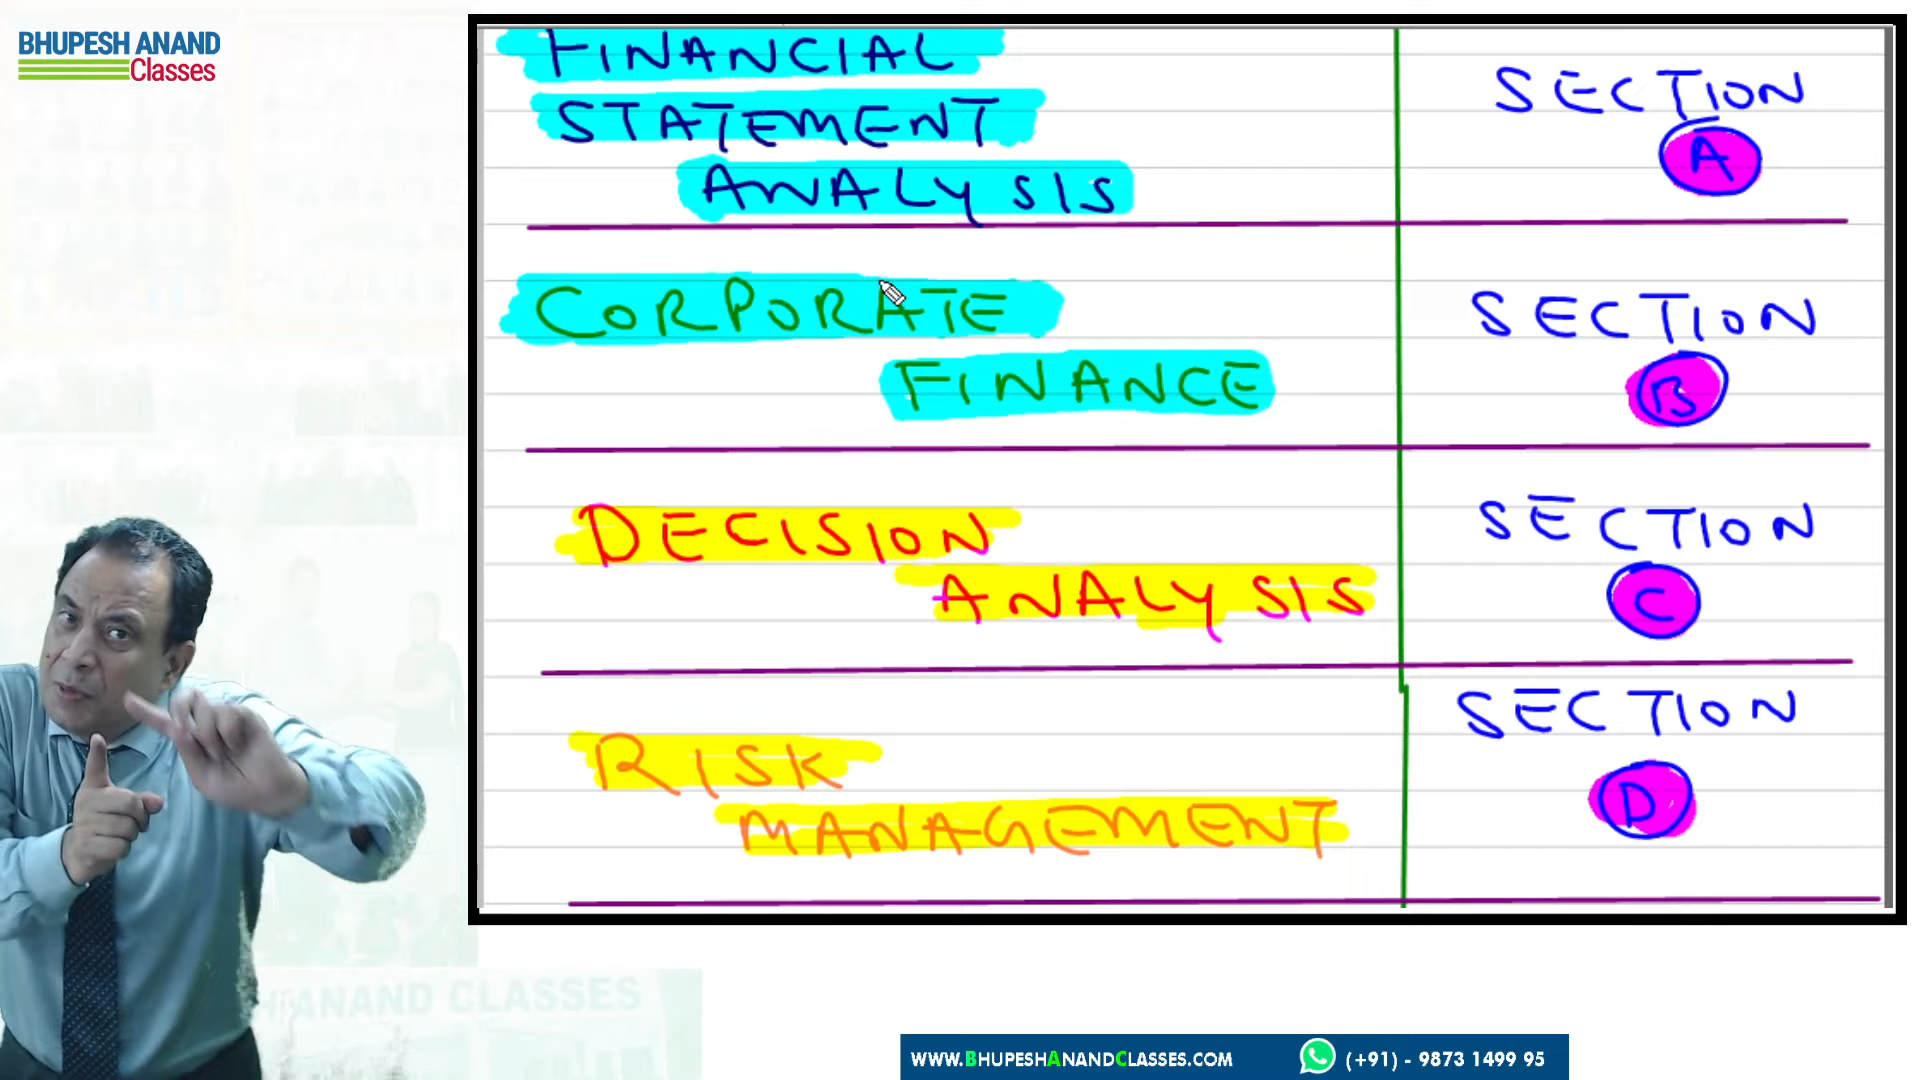 BHUPESH ANAND
Classes
FINANCIAL
STATEMENT
ANALYSIS
SECTION
A
CORPORATE
FINANCE
SECTION
B
DECISION
ANALYSIS
SECTION
C
RISK
MANAGEMENT
SECTION
D
H ANAND CLASSES
WWW.BHUPESHANANDCLASSES.COM
(+91) - 9873 1499 95